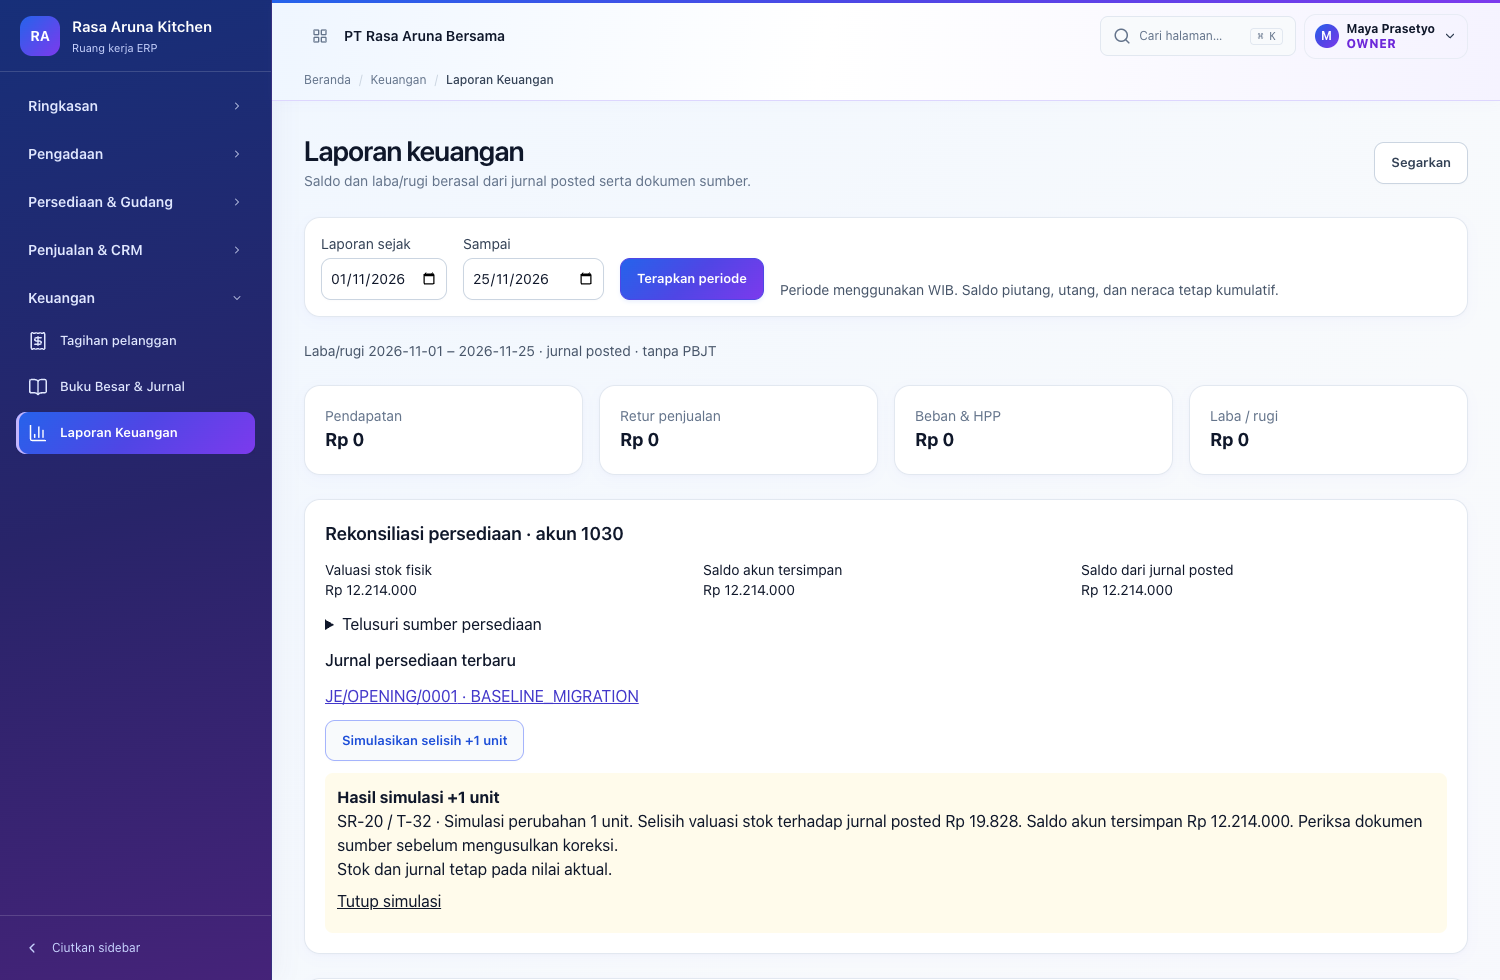 RA
Rasa Aruna Kitchen
Ruang kerja ERP
Ringkasan
Pengadaan
Persediaan & Gudang
Penjualan & CRM
Keuangan
Tagihan pelanggan
Buku Besar & Jurnal
Laporan Keuangan
Ciutkan sidebar
PT Rasa Aruna Bersama
Cari halaman...
⌘ K
M
Maya Prasetyo
OWNER
Beranda / Keuangan / Laporan Keuangan
Laporan keuangan
Saldo dan laba/rugi berasal dari jurnal posted serta dokumen sumber.
Segarkan
Laporan sejak
Sampai
01/11/2026
25/11/2026
Terapkan periode
Periode menggunakan WIB. Saldo piutang, utang, dan neraca tetap kumulatif.
Laba/rugi 2026-11-01 – 2026-11-25 · jurnal posted · tanpa PBJT
Pendapatan
Rp 0
Retur penjualan
Rp 0
Beban & HPP
Rp 0
Laba / rugi
Rp 0
Rekonsiliasi persediaan · akun 1030
Valuasi stok fisik
Rp 12.214.000
Saldo akun tersimpan
Rp 12.214.000
Saldo dari jurnal posted
Rp 12.214.000
Telusuri sumber persediaan
Jurnal persediaan terbaru
JE/OPENING/0001 · BASELINE_MIGRATION
Simulasikan selisih +1 unit
Hasil simulasi +1 unit
SR-20 / T-32 · Simulasi perubahan 1 unit. Selisih valuasi stok terhadap jurnal posted Rp 19.828. Saldo akun tersimpan Rp 12.214.000. Periksa dokumen
sumber sebelum mengusulkan koreksi.
Stok dan jurnal tetap pada nilai aktual.
Tutup simulasi